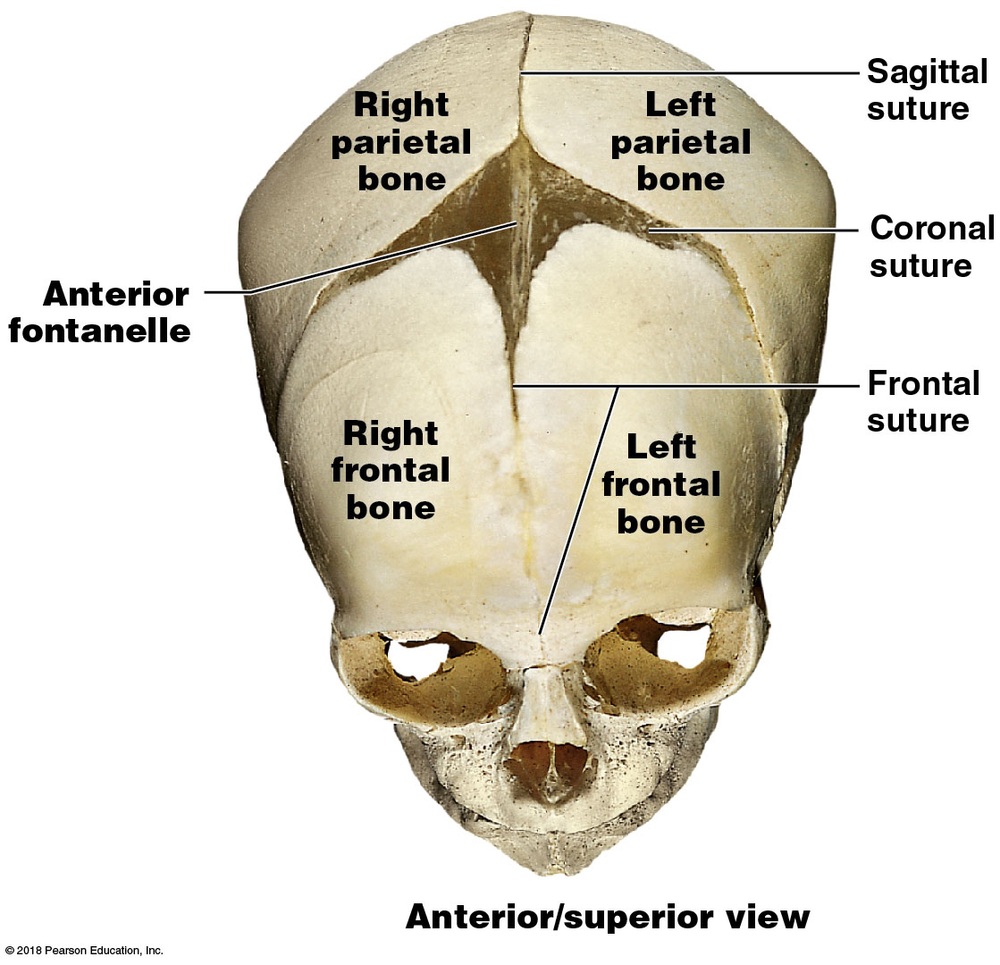 Sagittal
suture
Right
parietal
bone
Left
parietal
bone
Coronal
suture
Anterior
fontanelle
Frontal
suture
Right
frontal
bone
Left
frontal
bone
Anterior/superior view
© 2018 Pearson Education, Inc.